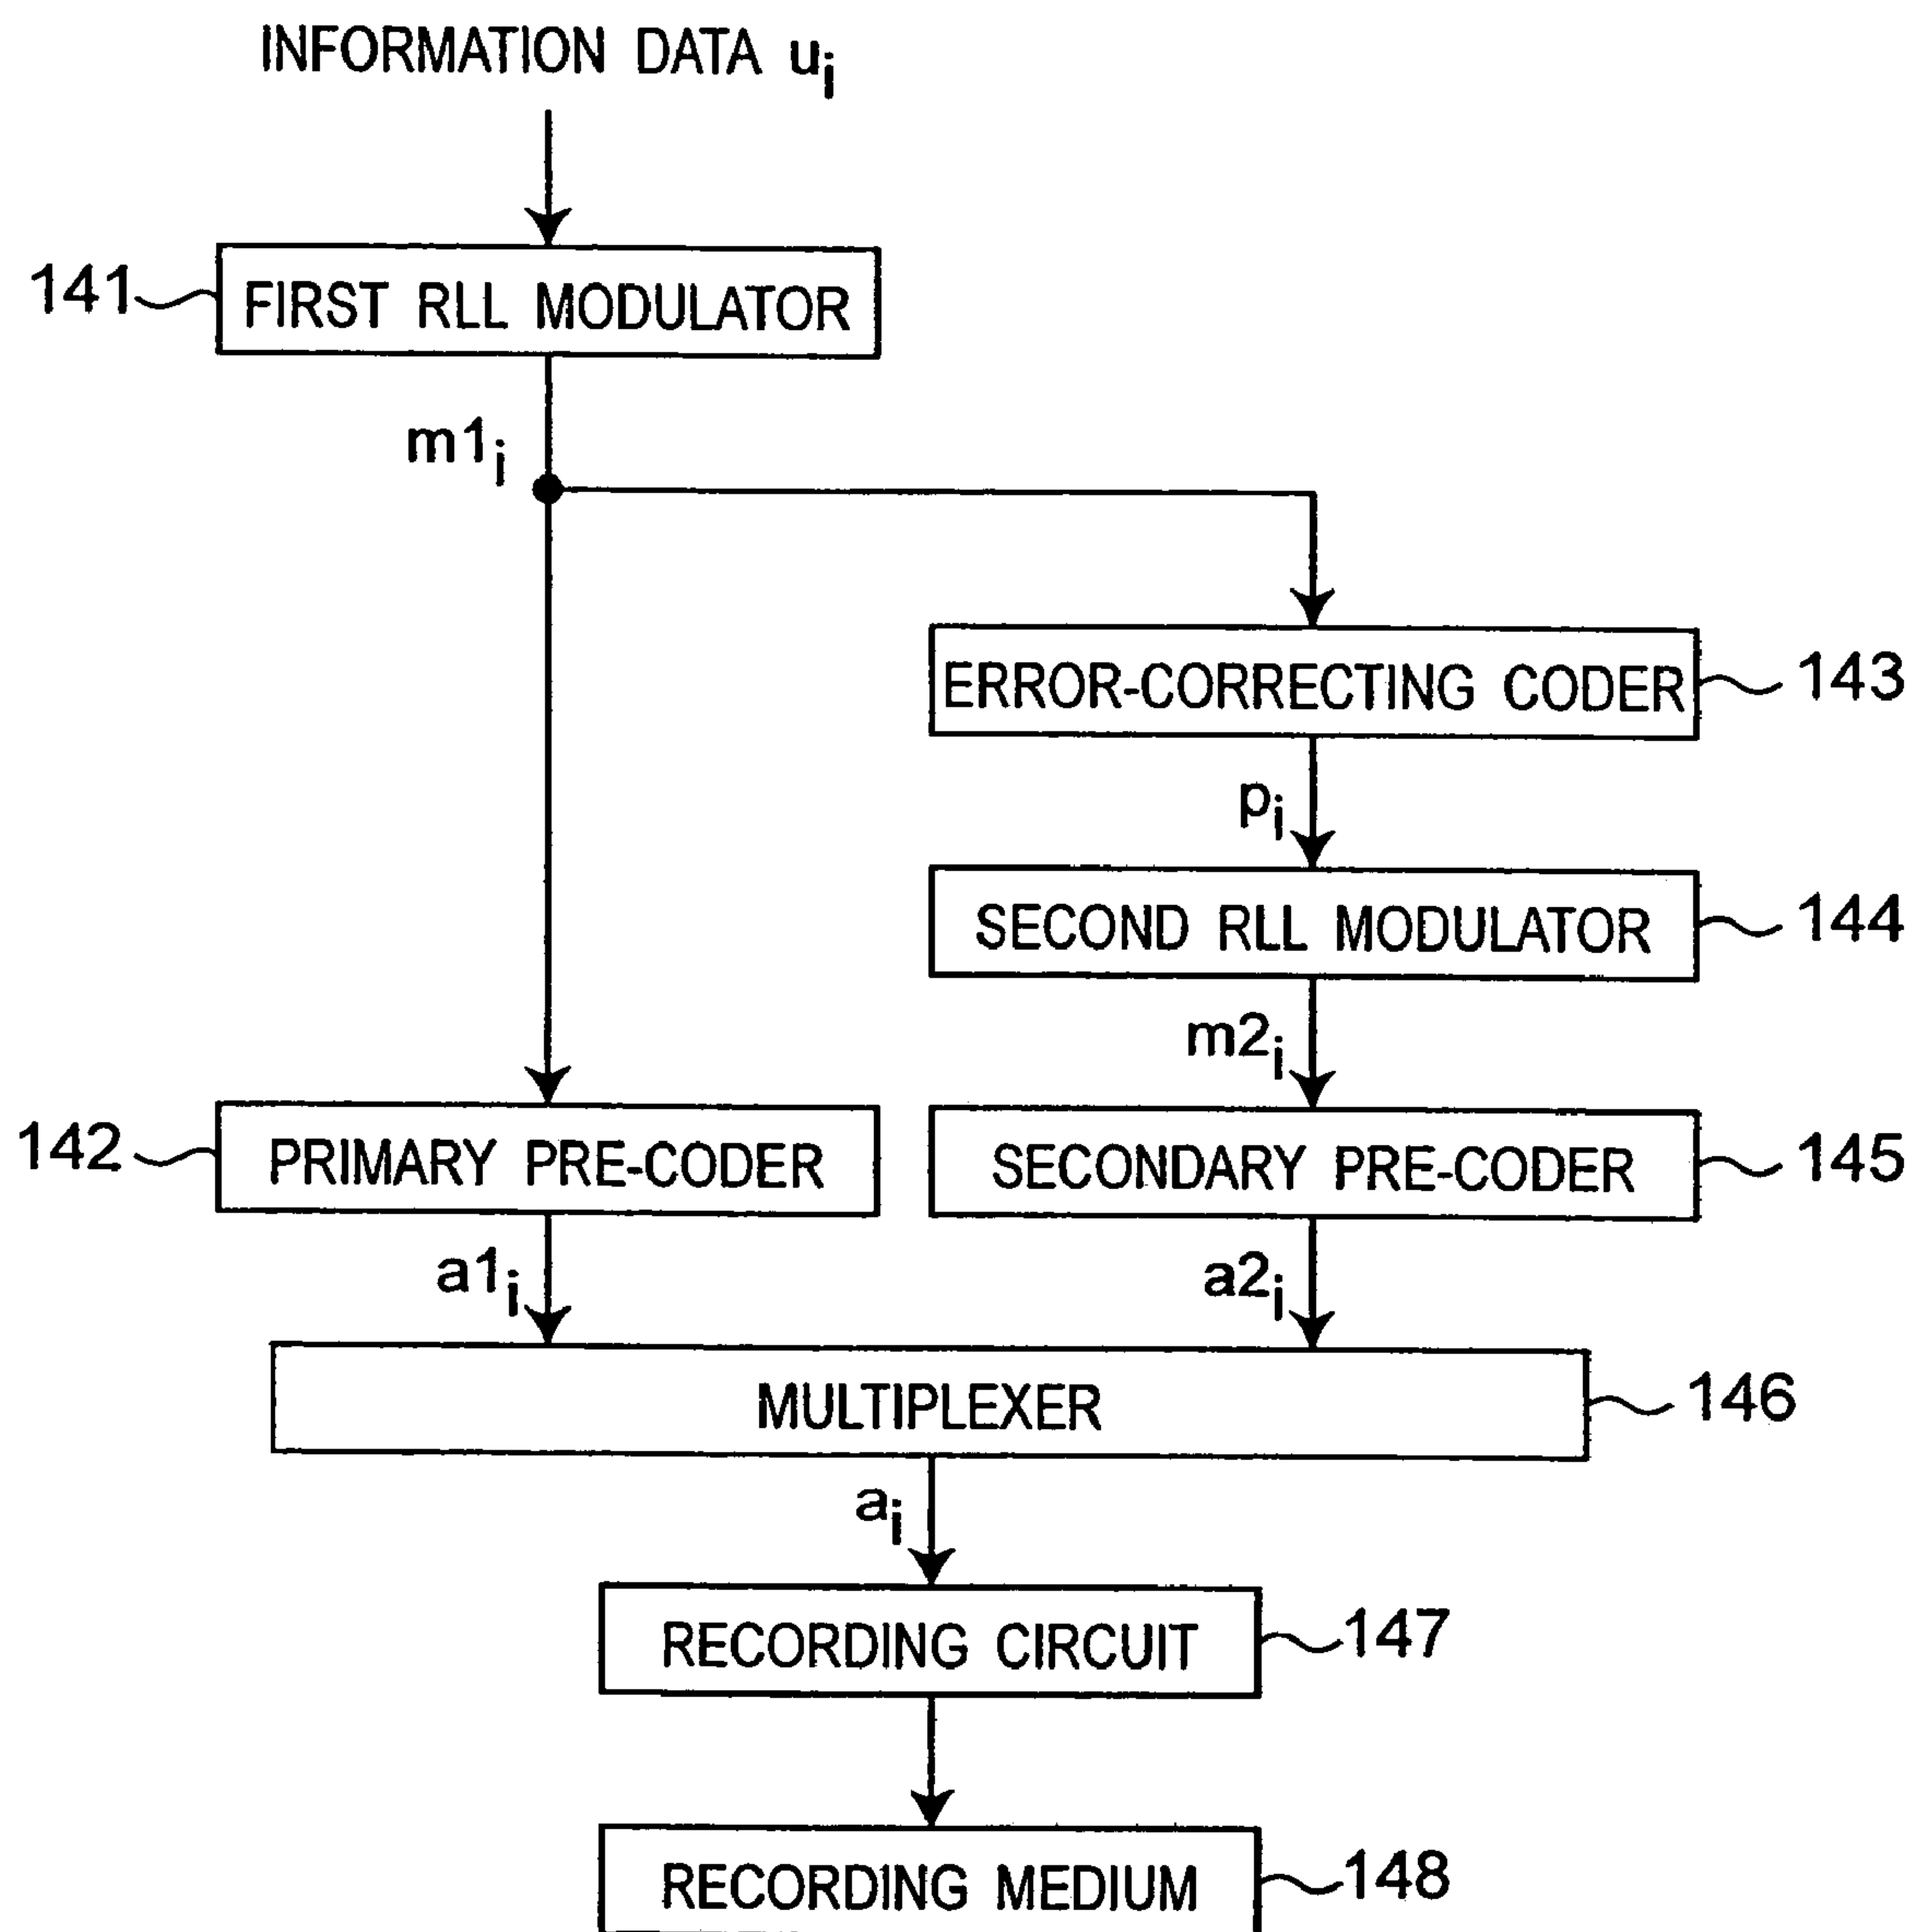 INFORMATION DATA ui
141 FIRST RLL MODULATOR
m1i
ERROR-CORRECTING CODER 143
pi
SECOND RLL MODULATOR 144
m2i
142 PRIMARY PRE-CODER
SECONDARY PRE-CODER 145
a1i
a2i
MULTIPLEXER 146
ai
RECORDING CIRCUIT 147
RECORDING MEDIUM 148